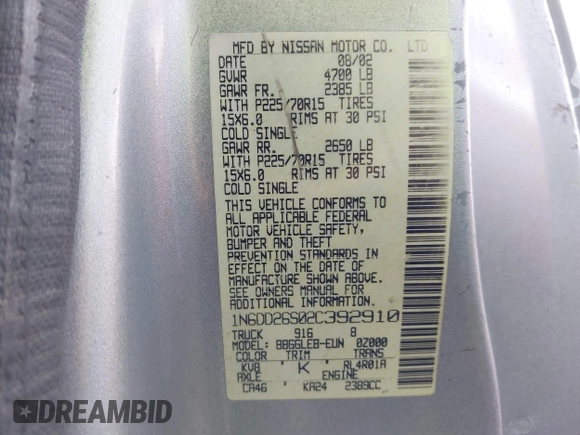 MFD BY NISSAN MOTOR CO. LTD
DATE 08/02
GVWR 4700 LB
GAWR FR. 2385 LB
WITH P225/70R15 TIRES
15X6.0 RIMS AT 30 PSI
COLD SINGLE
GAWR RR. 2650 LB
WITH P225/70R15 TIRES
15X6.0 RIMS AT 30 PSI
COLD SINGLE
THIS VEHICLE CONFORMS TO
ALL APPLICABLE FEDERAL
MOTOR VEHICLE SAFETY,
BUMPER AND THEFT
PREVENTION STANDARDS IN
EFFECT ON THE DATE OF
MANUFACTURE SHOWN ABOVE.
SEE OWNERS MANUAL FOR
ADDITIONAL INFORMATION.
1N6DD26S02C392910
TRUCK 916 8
MODEL: BBGGLEB-EUN 0Z000
COLOR TRIM TRANS
KV8 K RL4R01A
AXLE ENGINE
CA46 KA24 2389CC
DREAMBID